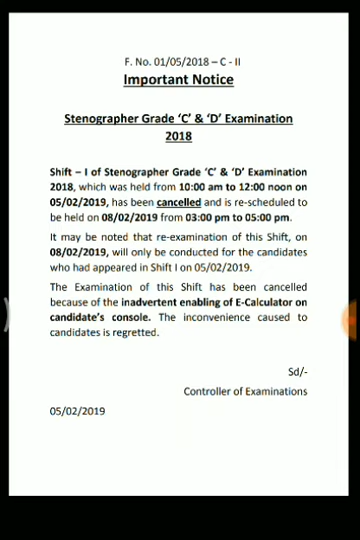 F. No. 01/05/2018 – C - II
Important Notice
Stenographer Grade ‘C’ & ‘D’ Examination
2018
Shift – I of Stenographer Grade ‘C’ & ‘D’ Examination
2018, which was held from 10:00 am to 12:00 noon on
05/02/2019, has been cancelled and is re-scheduled to
be held on 08/02/2019 from 03:00 pm to 05:00 pm.
It may be noted that re-examination of this Shift, on
08/02/2019, will only be conducted for the candidates
who had appeared in Shift I on 05/02/2019.
The Examination of this Shift has been cancelled
because of the inadvertent enabling of E-Calculator on
candidate’s console. The inconvenience caused to
candidates is regretted.
Sd/-
Controller of Examinations
05/02/2019